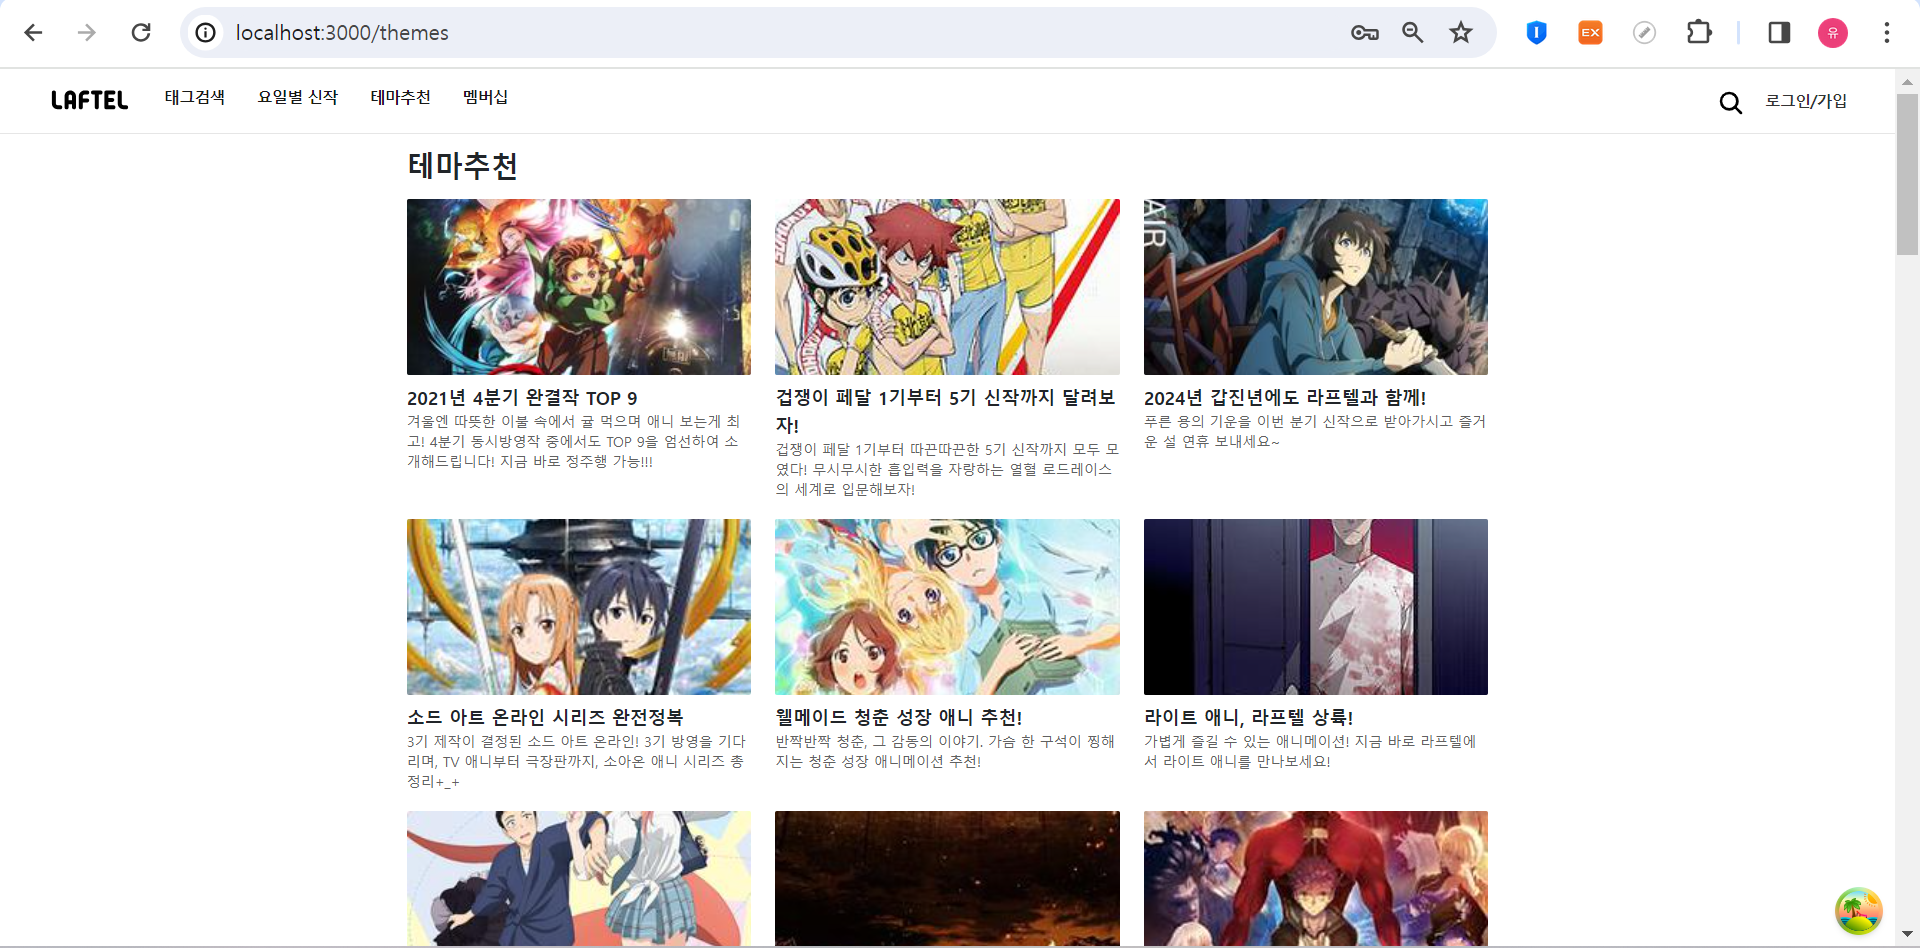 localhost:3000/themes
EX
유
LAFTEL 태그검색 요일별 신작 테마추천 멤버십 로그인/가입
테마추천
AIR
2021년 4분기 완결작 TOP 9
겨울엔 따뜻한 이불 속에서 귤 먹으며 애니 보는게 최
고! 4분기 동시방영작 중에서도 TOP 9을 엄선하여 소
개해드립니다! 지금 바로 정주행 가능!!!
겁쟁이 페달 1기부터 5기 신작까지 달려보
자!
겁쟁이 페달 1기부터 따끈따끈한 5기 신작까지 모두 모
였다! 무시무시한 흡입력을 자랑하는 열혈 로드레이스
의 세계로 입문해보자!
2024년 갑진년에도 라프텔과 함께!
푸른 용의 기운을 이번 분기 신작으로 받아가시고 즐거
운 설 연휴 보내세요~
소드 아트 온라인 시리즈 완전정복
3기 제작이 결정된 소드 아트 온라인! 3기 방영을 기다
리며, TV 애니부터 극장판까지, 소아온 애니 시리즈 총
정리+_+
웰메이드 청춘 성장 애니 추천!
반짝반짝 청춘, 그 감동의 이야기. 가슴 한 구석이 찡해
지는 청춘 성장 애니메이션 추천!
라이트 애니, 라프텔 상륙!
가볍게 즐길 수 있는 애니메이션! 지금 바로 라프텔에
서 라이트 애니를 만나보세요!